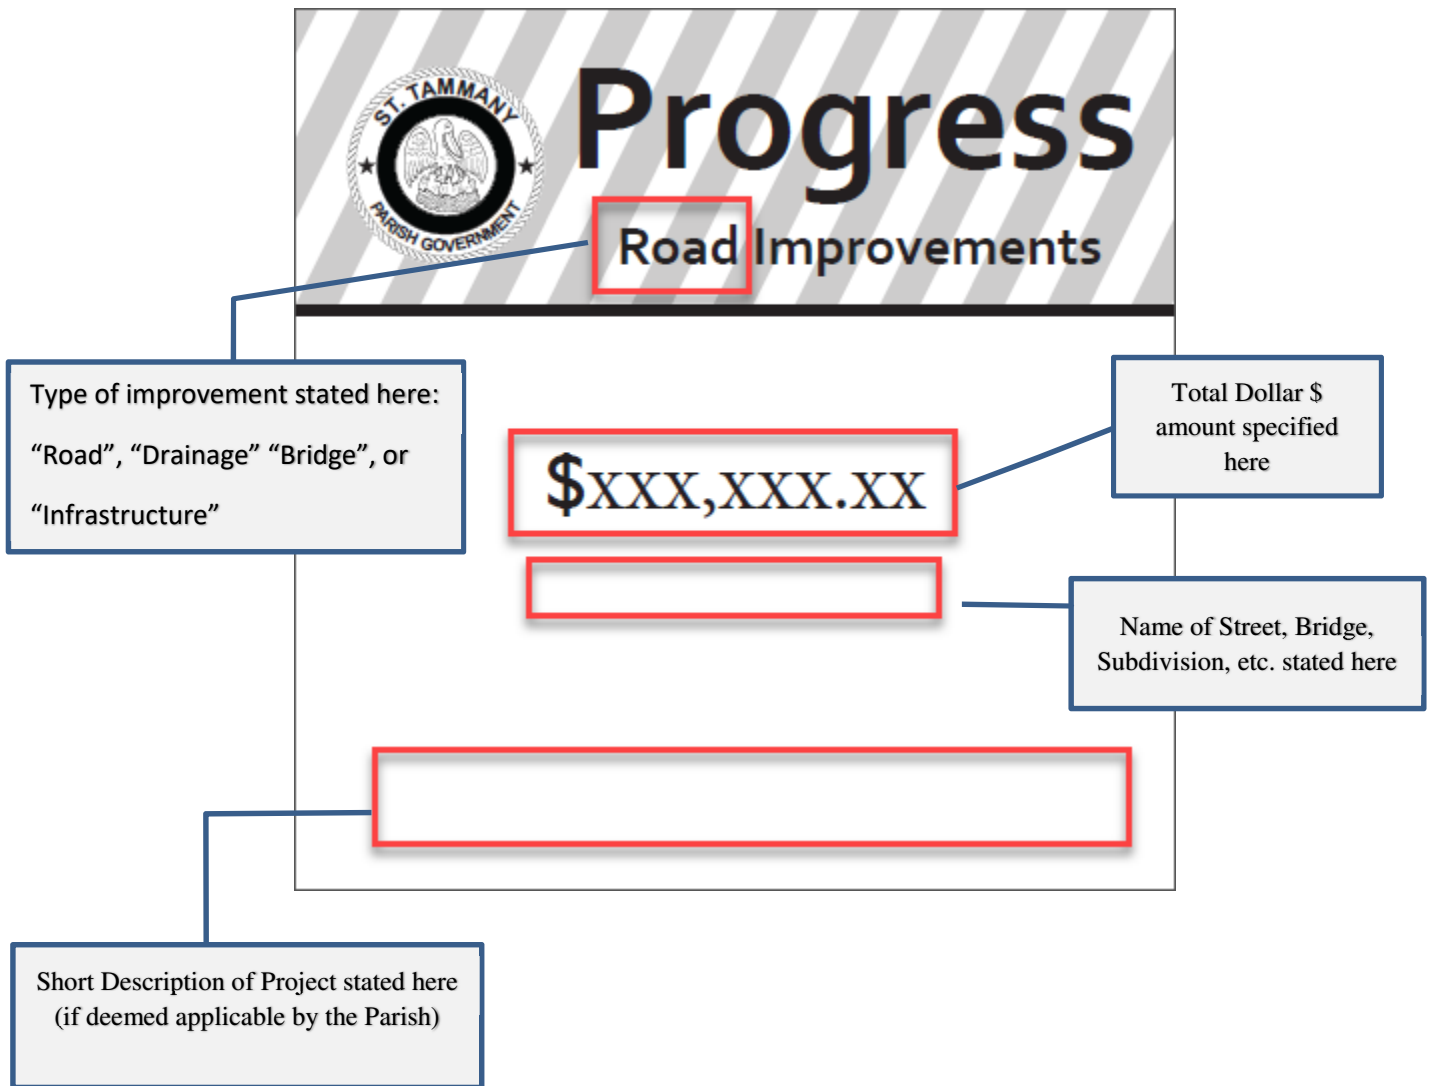 ST. TAMMANY
PARISH GOVERNMENT
Progress
Road Improvements
Type of improvement stated here:
“Road”, “Drainage” “Bridge”, or
“Infrastructure”
Total Dollar $
amount specified
here
$xxx,xxx.xx
Name of Street, Bridge,
Subdivision, etc. stated here
Short Description of Project stated here
(if deemed applicable by the Parish)